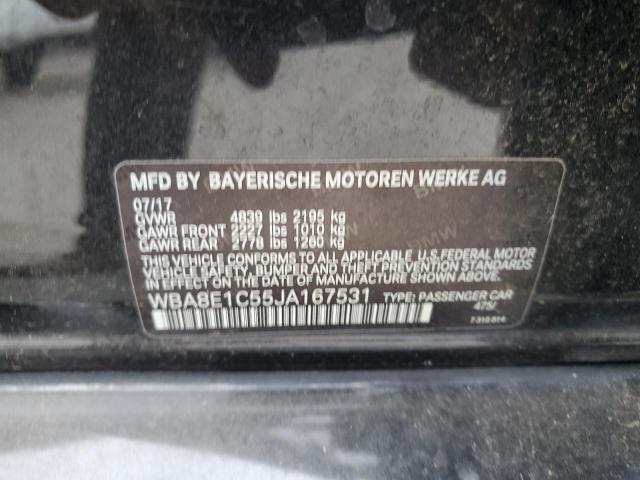 MFD BY BAYERISCHE MOTOREN WERKE AG
07/17
GVWR 4839 lbs 2195 kg
GAWR FRONT 2227 lbs 1010 kg
GAWR REAR 2778 lbs 1260 kg
THIS VEHICLE CONFORMS TO ALL APPLICABLE, U.S. FEDERAL MOTOR
VEHICLE SAFETY, BUMPER, AND THEFT PREVENTION STANDARDS
IN EFFECT ON THE DATE OF MANUFACTURE SHOWN ABOVE.
WBA8E1C55JA167531 TYPE: PASSENGER CAR
475/